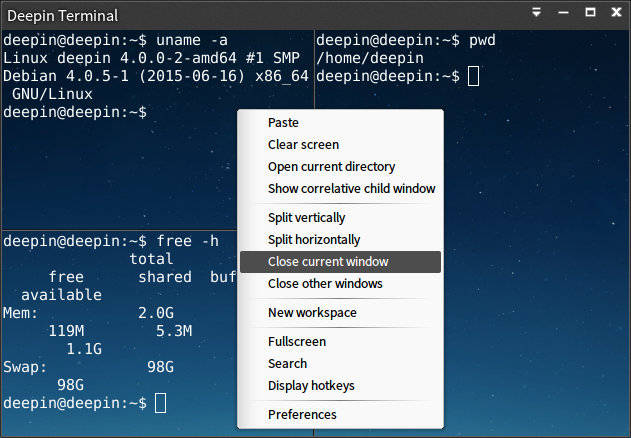 Deepin Terminal
deepin@deepin:~$ uname -a
Linux deepin 4.0.0-2-amd64 #1 SMP
Debian 4.0.5-1 (2015-06-16) x86_64
GNU/Linux
deepin@deepin:~$
deepin@deepin:~$ pwd
/home/deepin
deepin@deepin:~$
deepin@deepin:~$ free -h
total
free shared buf
available
Mem: 2.0G
119M 5.3M
1.1G
Swap: 98G
98G
deepin@deepin:~$
Paste
Clear screen
Open current directory
Show correlative child window
Split vertically
Split horizontally
Close current window
Close other windows
New workspace
Fullscreen
Search
Display hotkeys
Preferences